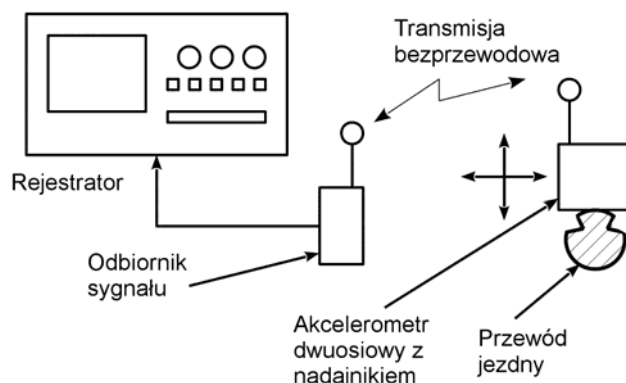 Transmisja
bezprzewodowa
Rejestrator
Odbiornik
sygnału
Akcelerometr
dwuosiowy z
nadajnikiem
Przewód
jezdny